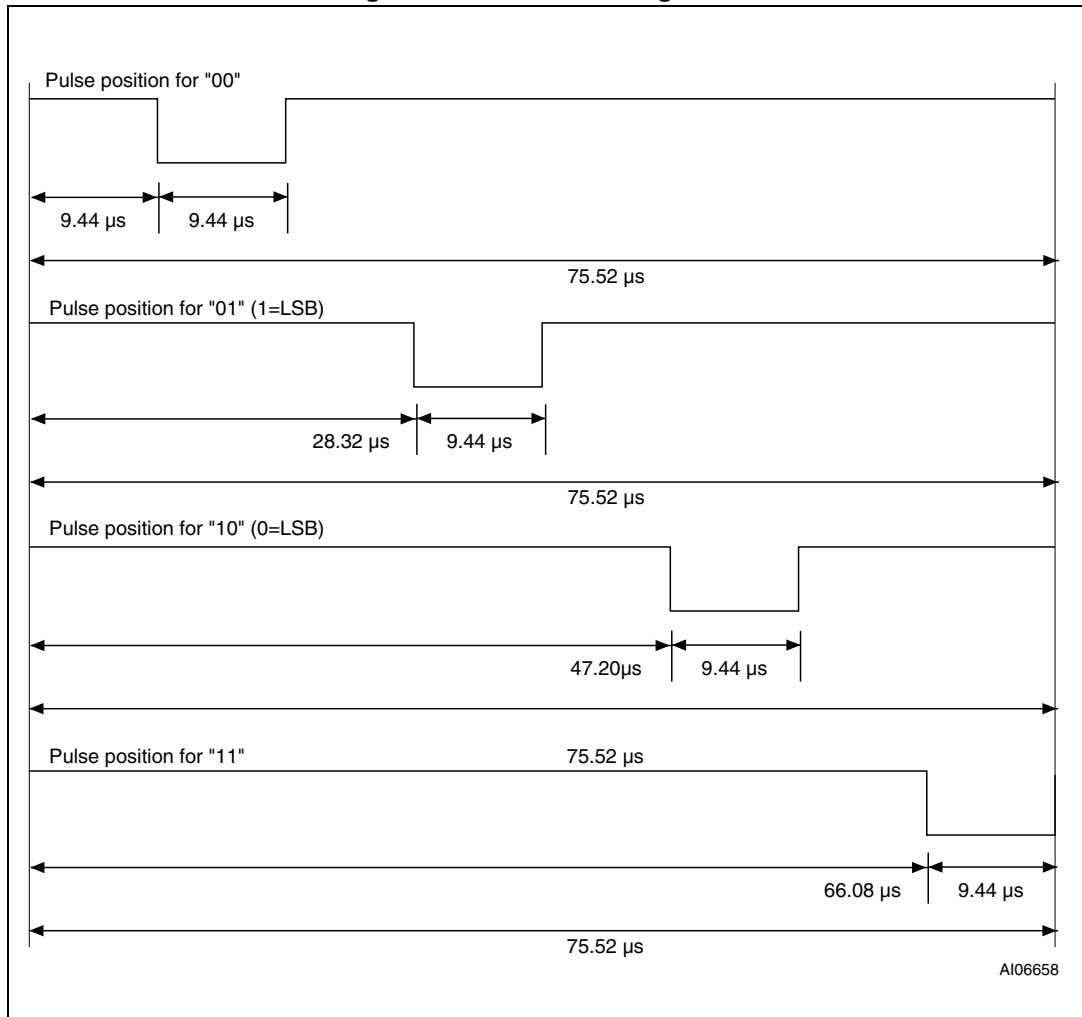 Pulse position for "00"
9.44 µs 9.44 µs
75.52 µs
Pulse position for "01" (1=LSB)
28.32 µs 9.44 µs
75.52 µs
Pulse position for "10" (0=LSB)
47.20µs 9.44 µs
Pulse position for "11" 75.52 µs
66.08 µs 9.44 µs
75.52 µs
AI06658